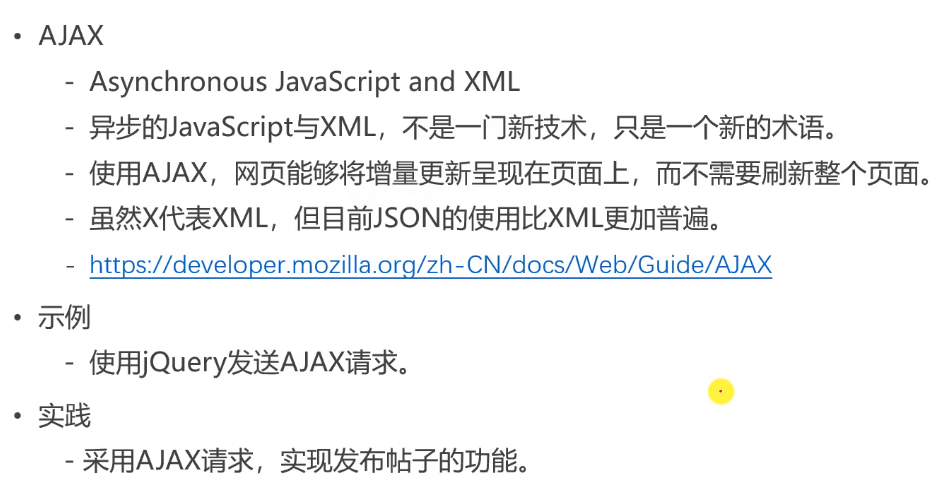 • AJAX
- Asynchronous JavaScript and XML
- 异步的JavaScript与XML，不是一门新技术，只是一个新的术语。
- 使用AJAX，网页能够将增量更新呈现在页面上，而不需要刷新整个页面。
- 虽然X代表XML，但目前JSON的使用比XML更加普遍。
- https://developer.mozilla.org/zh-CN/docs/Web/Guide/AJAX
• 示例
- 使用jQuery发送AJAX请求。
• 实践
- 采用AJAX请求，实现发布帖子的功能。